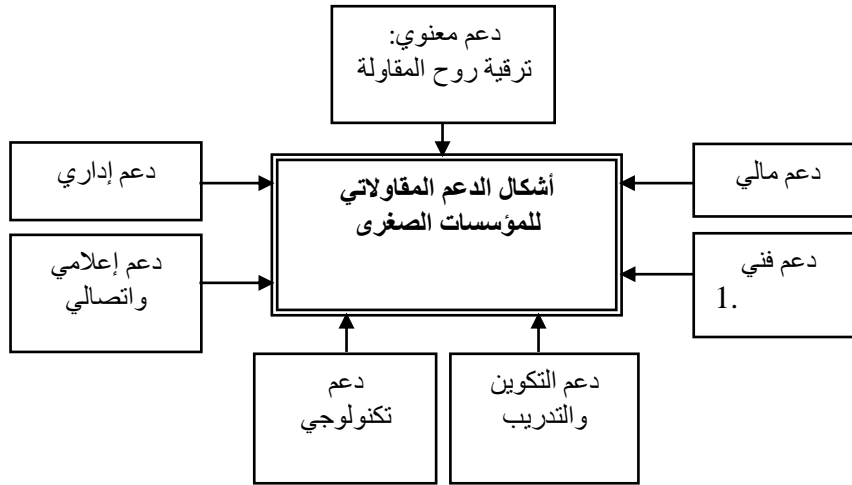 دعم معنوي:
ترقية روح المقاولة
دعم مالي
أشكال الدعم المقاولاتي
للمؤسسات الصغرى
دعم إداري
دعم فني
1.
دعم إعلامي
واتصالي
دعم التكوين
والتدريب
دعم
تكنولوجي